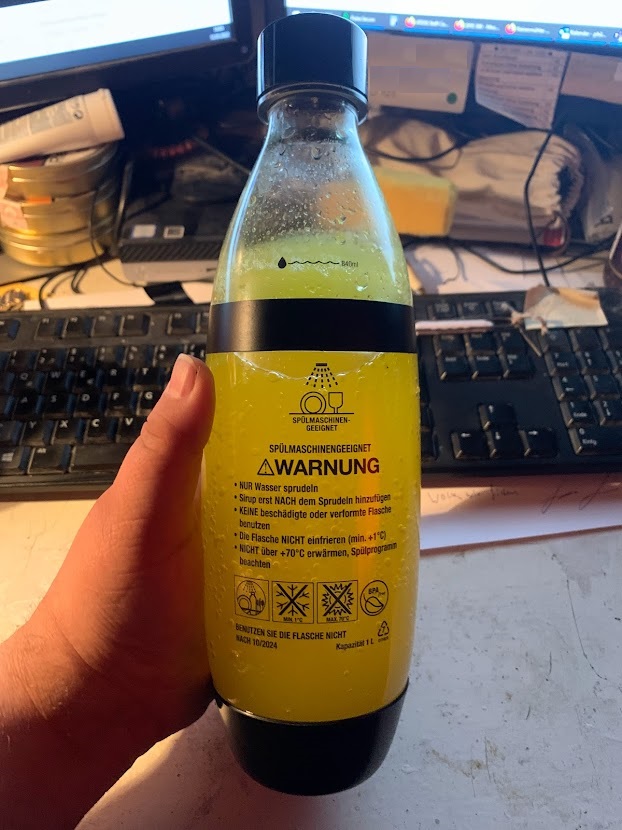 840ml
SPÜLMASCHINEN-
GEEIGNET
SPÜLMASCHINENGEEIGNET
WARNUNG
• NUR Wasser sprudeln
• Sirup erst NACH dem Sprudeln hinzufügen
• KEINE beschädigte oder verformte Flasche
benutzen
• Die Flasche NICHT einfrieren (min. +1°C)
• NICHT über +70°C erwärmen, Spülprogramm
beachten
MIN. 1°C
MAX. 70°C
BPA
BENUTZEN SIE DIE FLASCHE NICHT
NACH 10/2024
Kapazität 1 L